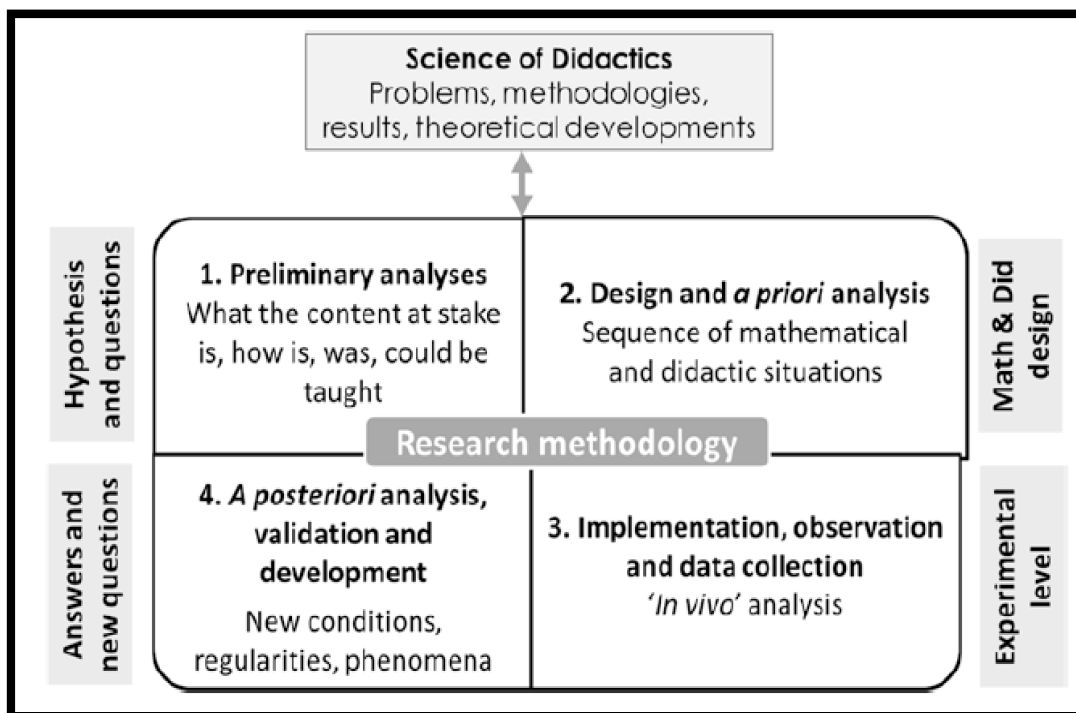 Science of Didactics
Problems, methodologies,
results, theoretical developments
Hypothesis
and questions
1. Preliminary analyses
What the content at stake
is, how is, was, could be
taught
2. Design and a priori analysis
Sequence of mathematical
and didactic situations
Math & Did
design
Research methodology
Answers and
new questions
4. A posteriori analysis,
validation and
development
New conditions,
regularities, phenomena
3. Implementation, observation
and data collection
‘In vivo’ analysis
Experimental
level